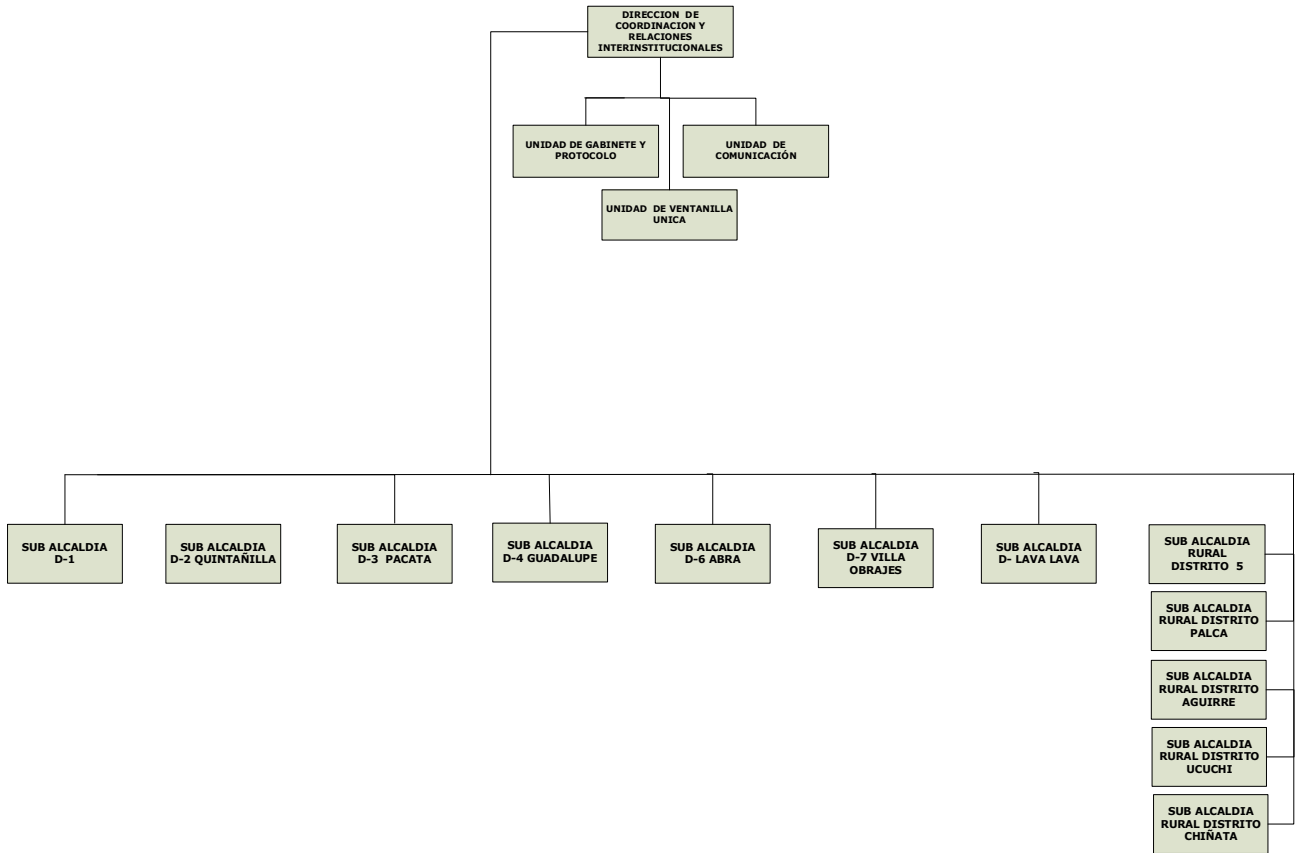 DIRECCION DE
COORDINACION Y
RELACIONES
INTERINSTITUCIONALES
UNIDAD DE GABINETE Y
PROTOCOLO
UNIDAD DE
COMUNICACIÓN
UNIDAD DE VENTANILLA
UNICA
SUB ALCALDIA
D-1
SUB ALCALDIA
D-2 QUINTAÑILLA
SUB ALCALDIA
D-3 PACATA
SUB ALCALDIA
D-4 GUADALUPE
SUB ALCALDIA
D-6 ABRA
SUB ALCALDIA
D-7 VILLA
OBRAJES
SUB ALCALDIA
D- LAVA LAVA
SUB ALCALDIA
RURAL
DISTRITO 5
SUB ALCALDIA
RURAL DISTRITO
PALCA
SUB ALCALDIA
RURAL DISTRITO
AGUIRRE
SUB ALCALDIA
RURAL DISTRITO
UCUCHI
SUB ALCALDIA
RURAL DISTRITO
CHIÑATA